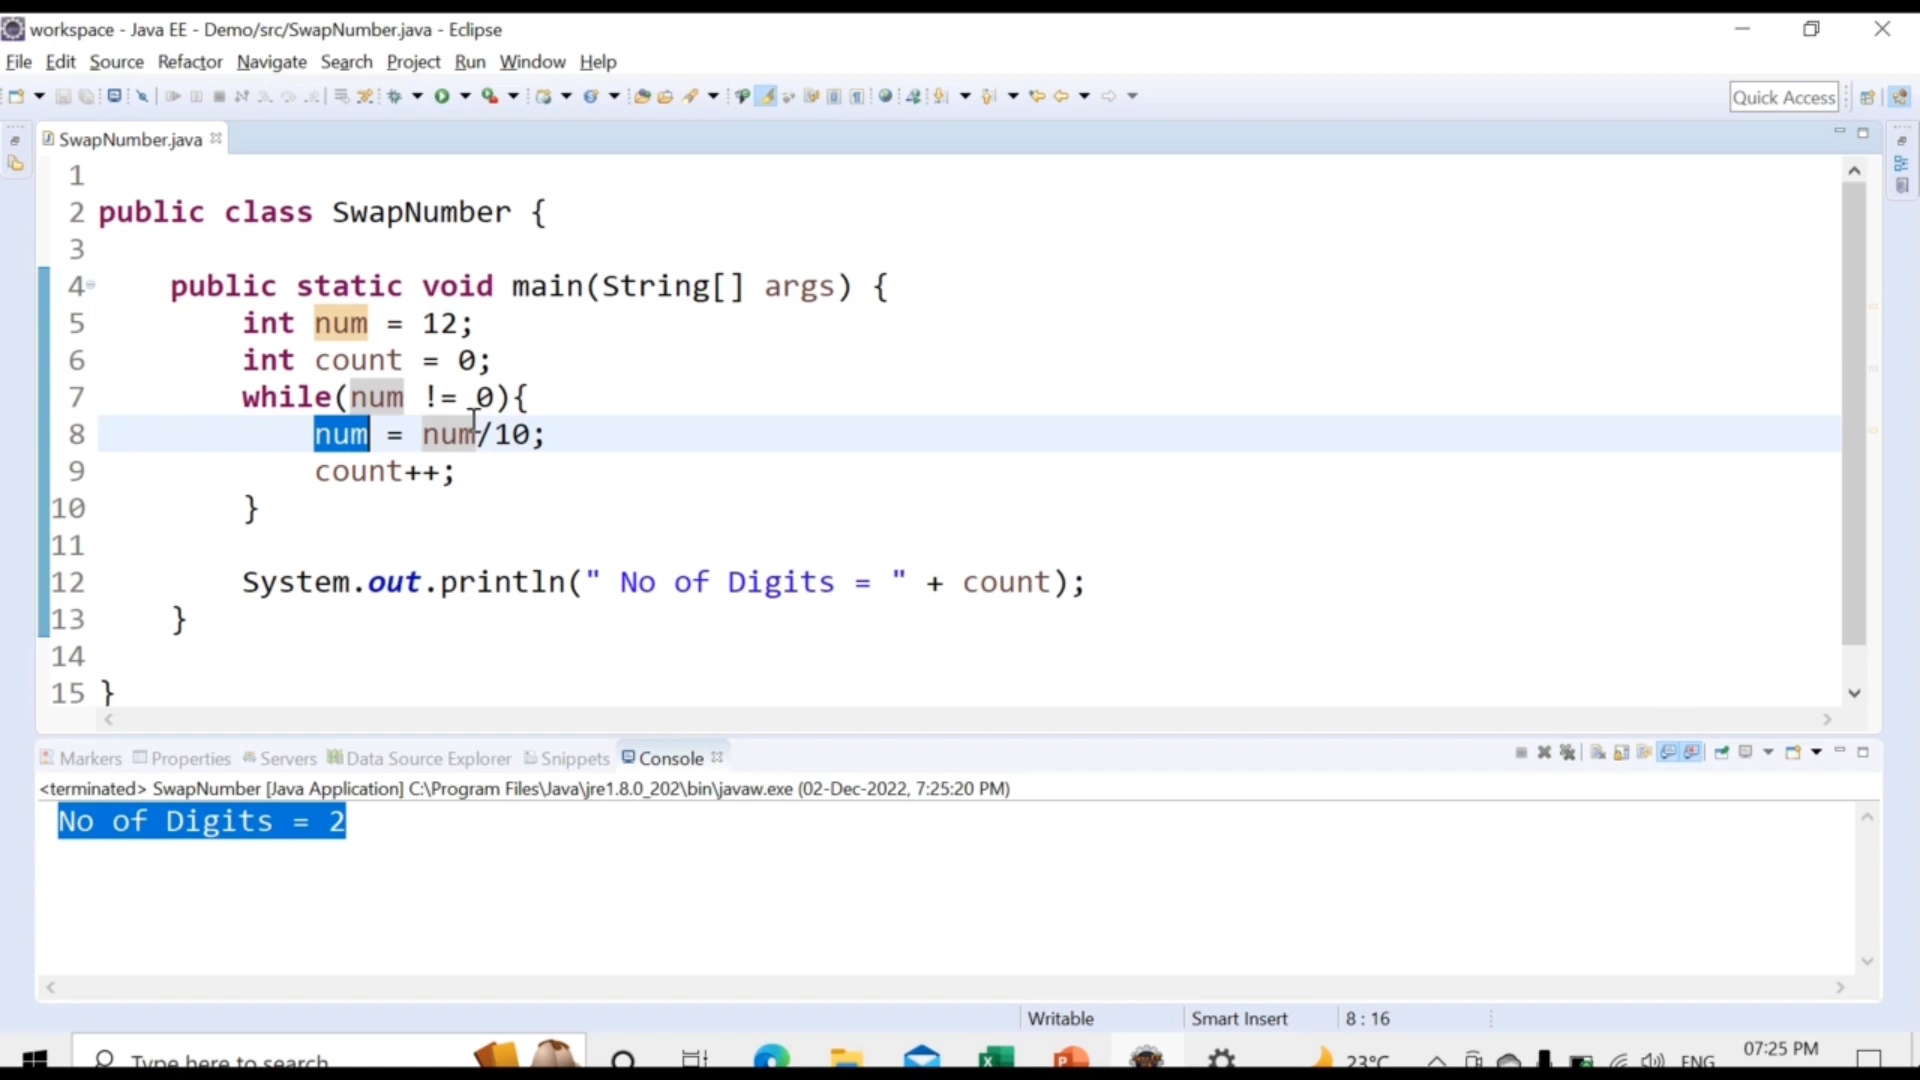 workspace - Java EE - Demo/src/SwapNumber.java - Eclipse
File Edit Source Refactor Navigate Search Project Run Window Help
Quick Access
SwapNumber.java
1
2 public class SwapNumber {
3
4 public static void main(String[] args) {
5 int num = 12;
6 int count = 0;
7 while(num != 0){
8 num = num/10;
9 count++;
10 }
11
12 System.out.println(" No of Digits = " + count);
13 }
14
15 }
Markers Properties Servers Data Source Explorer Snippets Console
<terminated> SwapNumber [Java Application] C:\Program Files\Java\jre1.8.0_202\bin\javaw.exe (02-Dec-2022, 7:25:20 PM)
No of Digits = 2
Writable Smart Insert 8 : 16
Type here to search 23°C ENG 07:25 PM